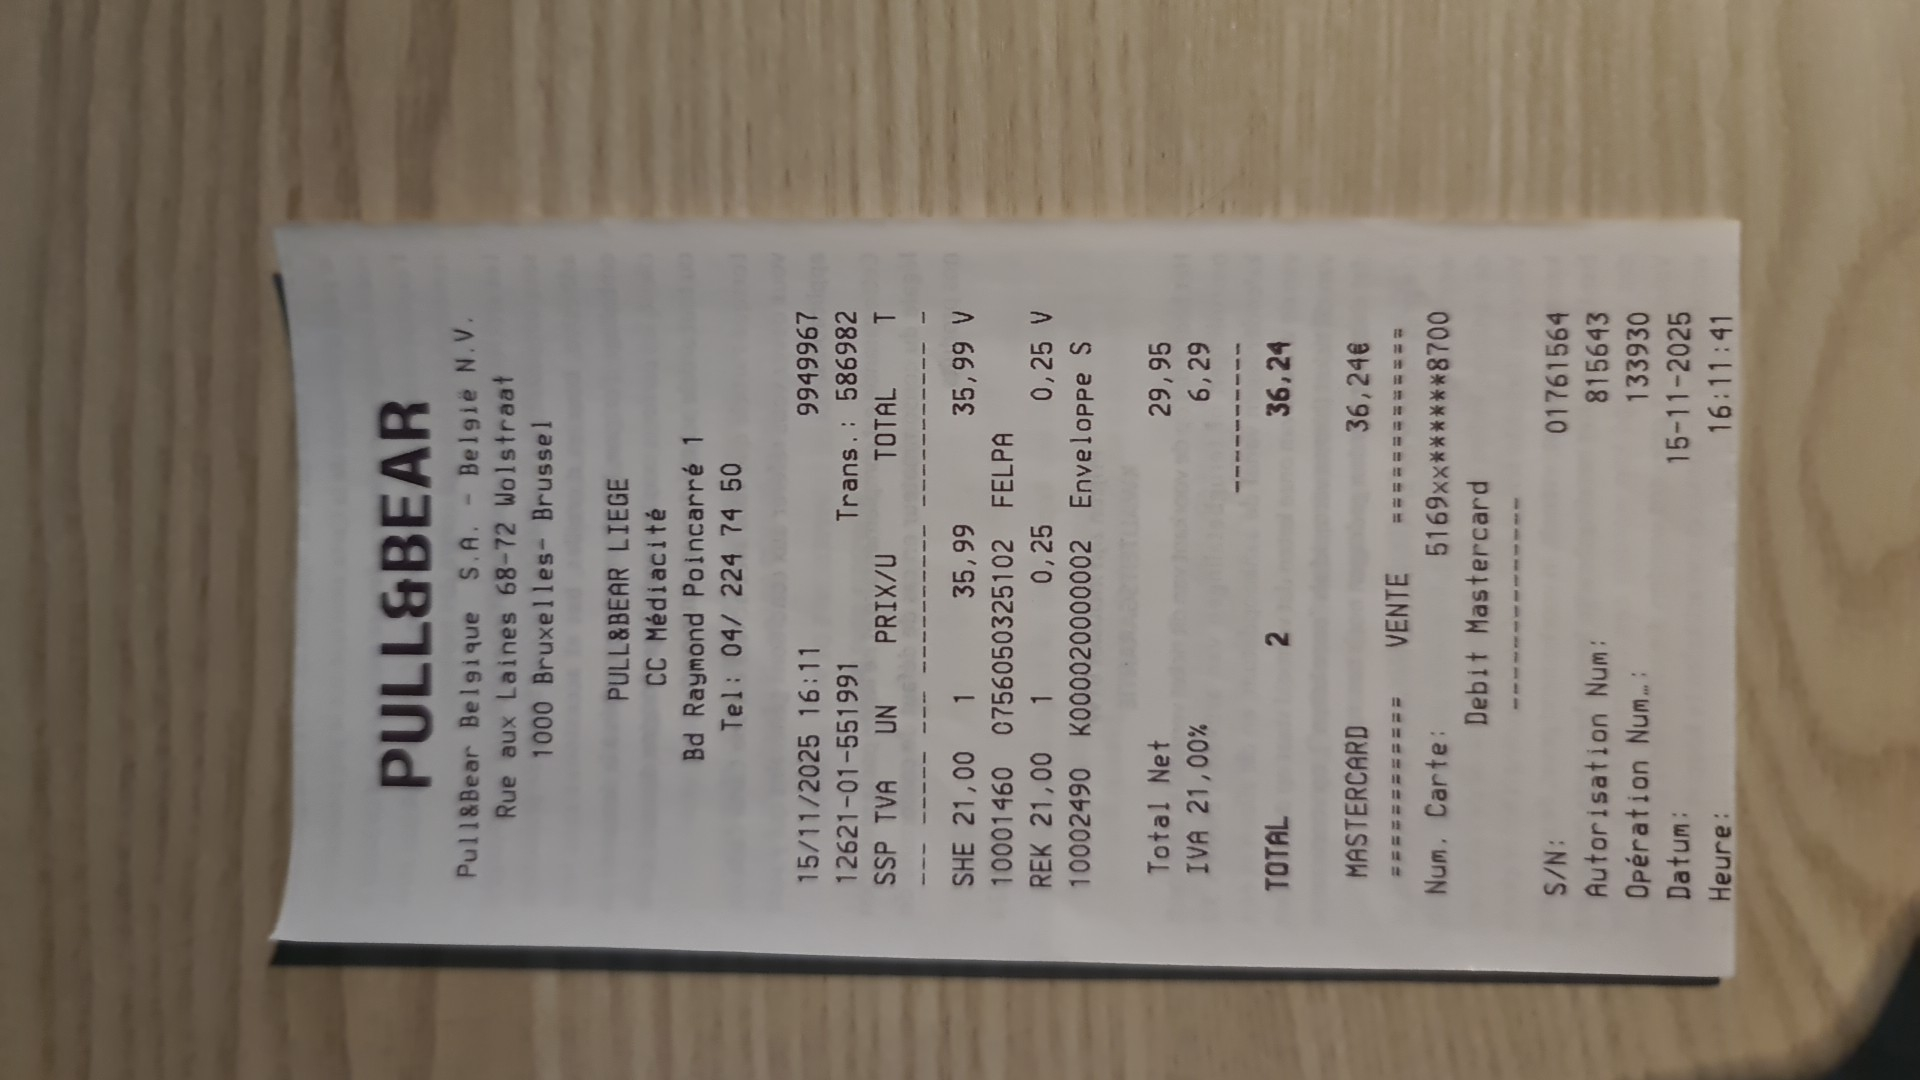 PULL&BEAR
Pull&Bear Belgique S.A. - België N.V.
Rue aux Laines 68-72 Wolstraat
1000 Bruxelles- Brussel
PULL&BEAR LIEGE
CC Médiacité
Bd Raymond Poincarré 1
Tel: 04/ 224 74 50
15/11/2025 16:11 9949967
12621-01-551991 Trans.: 586982
SSP TVA UN PRIX/U TOTAL T
--- ----- --- ---------- ---------- -
SHE 21,00 1 35,99 35,99 V
10001460 0756050325102 FELPA
REK 21,00 1 0,25 0,25 V
10002490 K0000200000002 Enveloppe S
Total Net 29,95
IVA 21,00% 6,29
----------
TOTAL 2 36,24
MASTERCARD 36,24€
=========== VENTE ============
Num. Carte: 5169xx******8700
Debit Mastercard
--------------
S/N: 01761564
Autorisation Num: 815643
Opération Num…: 133930
Datum: 15-11-2025
Heure: 16:11:41